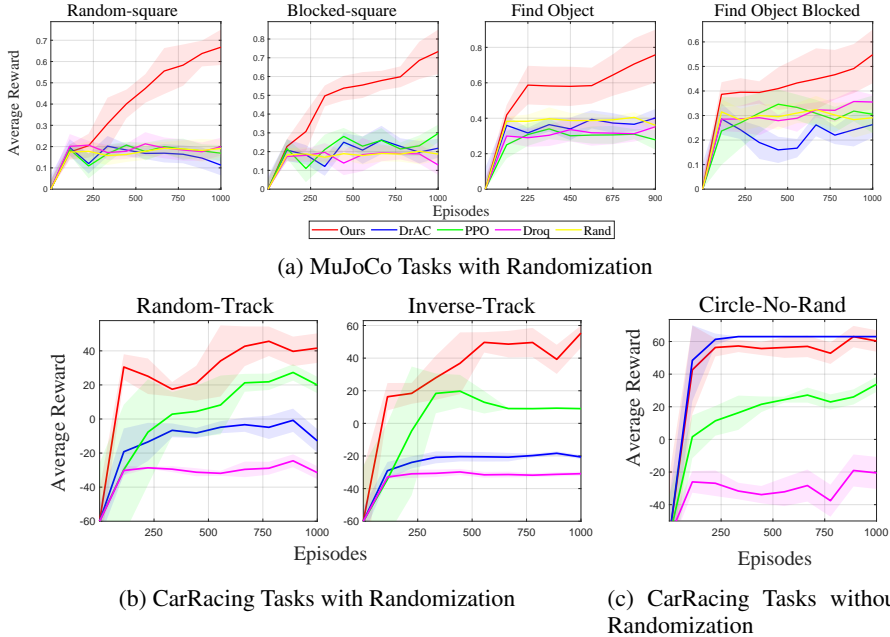 Random-square
Blocked-square
Find Object
Find Object Blocked
Average Reward
0.7
0.6
0.5
0.4
0.3
0.2
0.1
0
250 500 750 1000
0.8
0.7
0.6
0.5
0.4
0.3
0.2
0.1
0
250 500 750 1000
0.8
0.6
0.4
0.2
0
225 450 675 900
0.6
0.5
0.4
0.3
0.2
0.1
0
250 500 750 1000
Episodes
Episodes
Ours DrAC PPO Droq Rand
(a) MuJoCo Tasks with Randomization
Random-Track
Inverse-Track
Circle-No-Rand
Average Reward
40
20
0
-20
-40
-60
250 500 750 1000
60
40
20
0
-20
-40
-60
250 500 750 1000
Episodes
Average Reward
60
40
20
0
-20
-40
250 500 750 1000
Episodes
(b) CarRacing Tasks with Randomization
(c) CarRacing Tasks without
Randomization